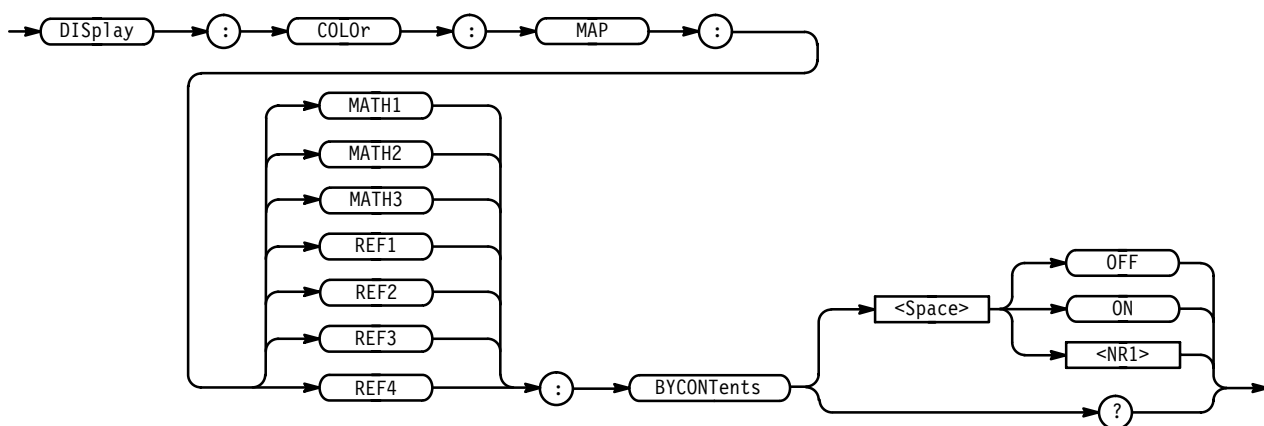 DISplay : COLOr : MAP :
MATH1
MATH2
MATH3
REF1
REF2
REF3
REF4 : BYCONTents
<Space> OFF
ON
<NR1>
?